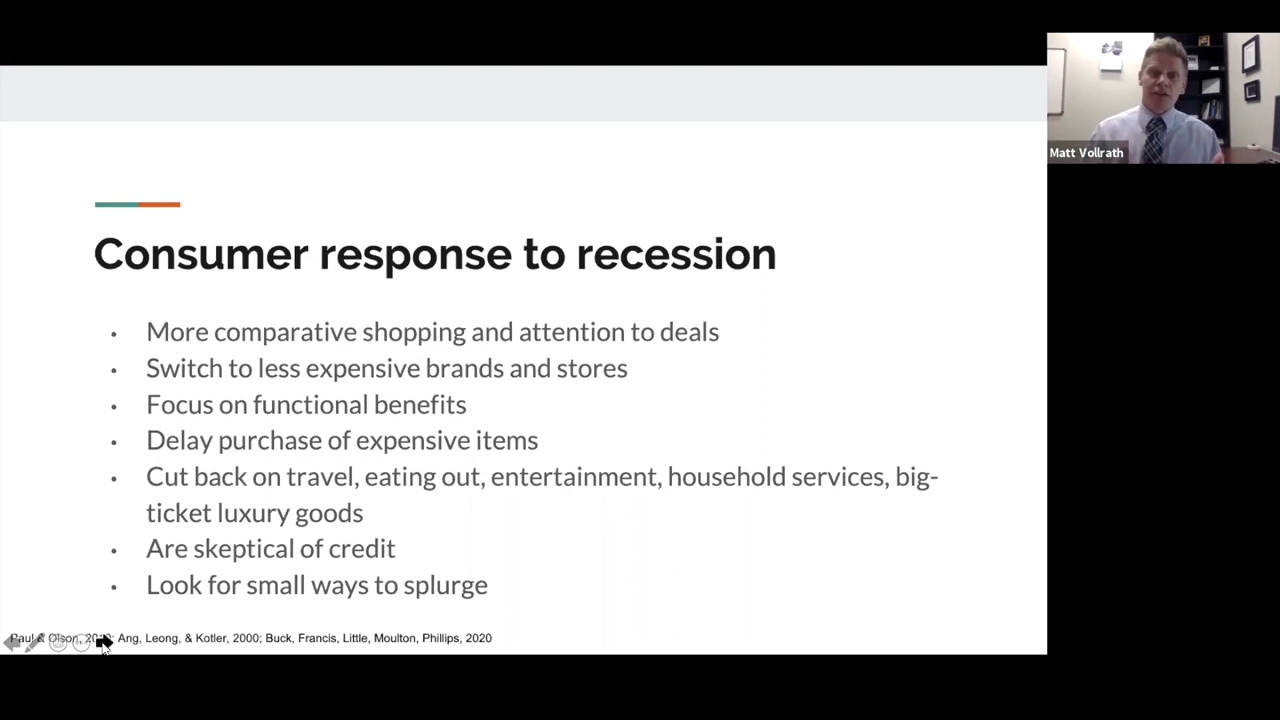 Matt Vollrath
Consumer response to recession
• More comparative shopping and attention to deals
• Switch to less expensive brands and stores
• Focus on functional benefits
• Delay purchase of expensive items
• Cut back on travel, eating out, entertainment, household services, big-
ticket luxury goods
• Are skeptical of credit
• Look for small ways to splurge
Paul & Olson, Ang, Leong, & Kotler, 2000; Buck, Francis, Little, Moulton, Phillips, 2020